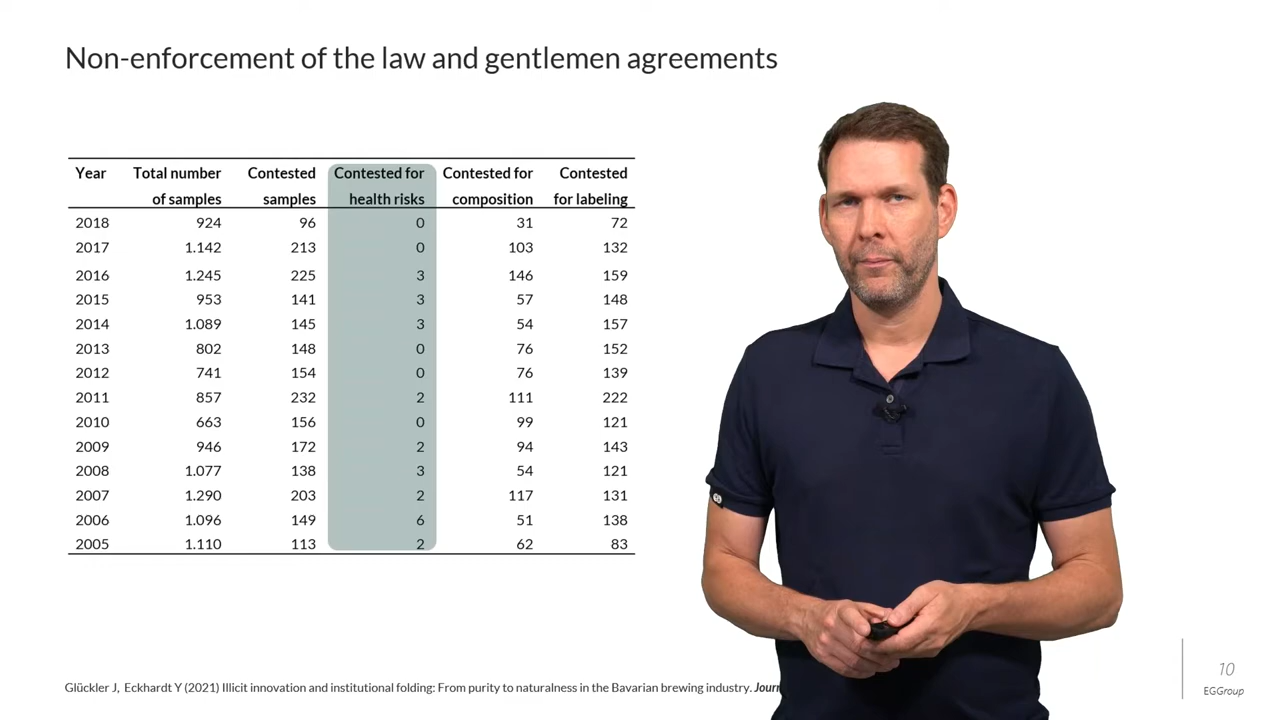 Non-enforcement of the law and gentlemen agreements
Year Total number Contested Contested for Contested for Contested
of samples samples health risks composition for labeling
2018 924 96 0 31 72
2017 1.142 213 0 103 132
2016 1.245 225 3 146 159
2015 953 141 3 57 148
2014 1.089 145 3 54 157
2013 802 148 0 76 152
2012 741 154 0 76 139
2011 857 232 2 111 222
2010 663 156 0 99 121
2009 946 172 2 94 143
2008 1.077 138 3 54 121
2007 1.290 203 2 117 131
2006 1.096 149 6 51 138
2005 1.110 113 2 62 83
Glückler J, Eckhardt Y (2021) Illicit innovation and institutional folding: From purity to naturalness in the Bavarian brewing industry.
10
EGGroup